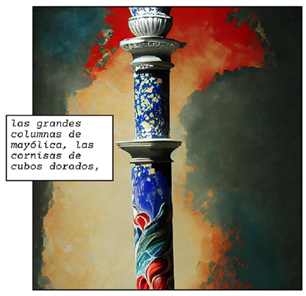 las grandes
columnas de
mayólica, las
cornisas de
cubos dorados,